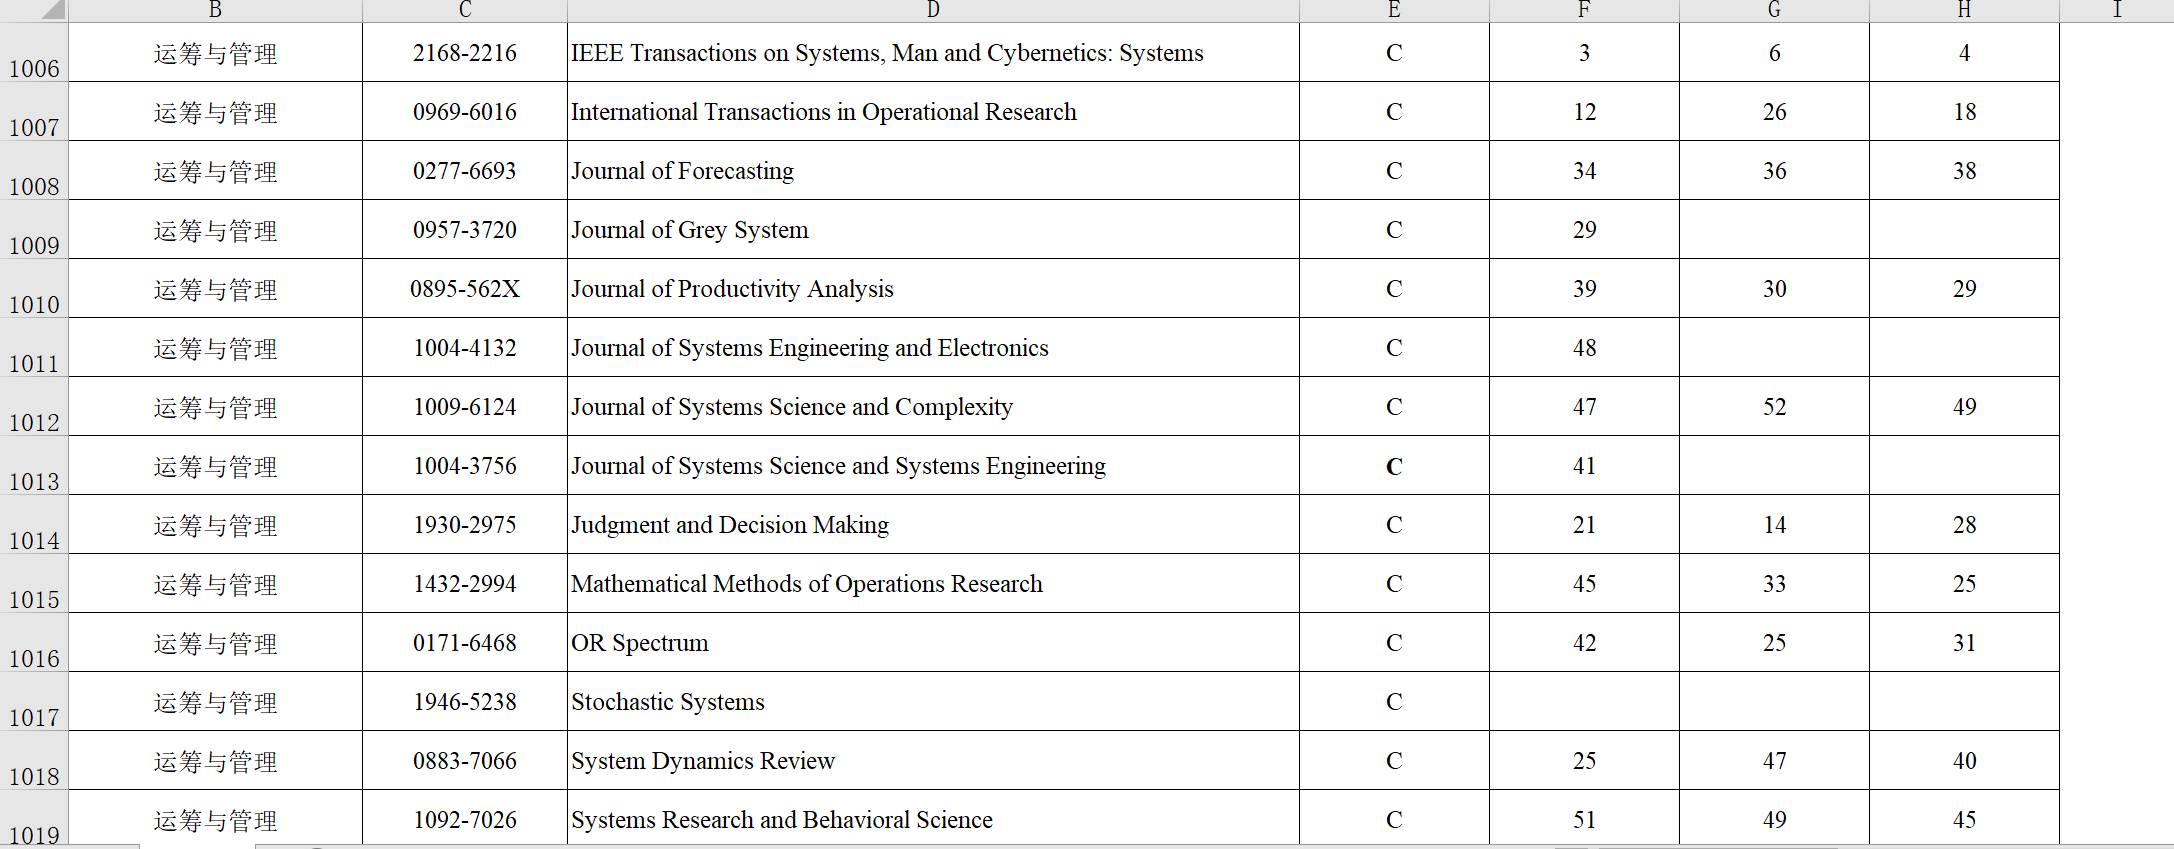 B C D E F G H I
1006 运筹与管理 2168-2216 IEEE Transactions on Systems, Man and Cybernetics: Systems C 3 6 4
1007 运筹与管理 0969-6016 International Transactions in Operational Research C 12 26 18
1008 运筹与管理 0277-6693 Journal of Forecasting C 34 36 38
1009 运筹与管理 0957-3720 Journal of Grey System C 29
1010 运筹与管理 0895-562X Journal of Productivity Analysis C 39 30 29
1011 运筹与管理 1004-4132 Journal of Systems Engineering and Electronics C 48
1012 运筹与管理 1009-6124 Journal of Systems Science and Complexity C 47 52 49
1013 运筹与管理 1004-3756 Journal of Systems Science and Systems Engineering C 41
1014 运筹与管理 1930-2975 Judgment and Decision Making C 21 14 28
1015 运筹与管理 1432-2994 Mathematical Methods of Operations Research C 45 33 25
1016 运筹与管理 0171-6468 OR Spectrum C 42 25 31
1017 运筹与管理 1946-5238 Stochastic Systems C
1018 运筹与管理 0883-7066 System Dynamics Review C 25 47 40
1019 运筹与管理 1092-7026 Systems Research and Behavioral Science C 51 49 45